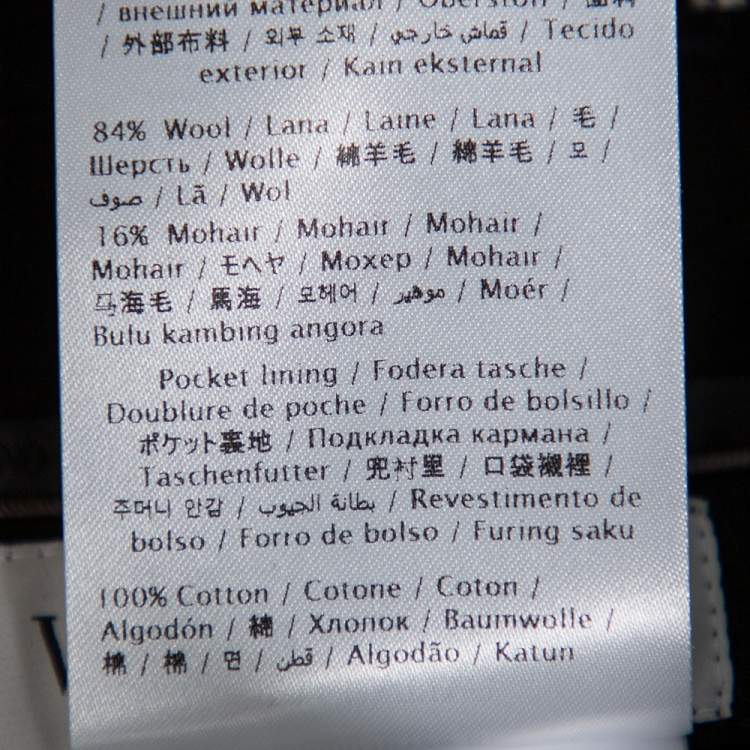 / внешний материал / Oberstoff / 面料
/ 外部布料 / 외부 소재 / قماش خارجي / Tecido
exterior / Kain eksternal
84% Wool / Lana / Laine / Lana / 毛 /
Шерсть / Wolle / 綿羊毛 / 綿羊毛 / 모 /
صوف / Lã / Wol
16% Mohair / Mohair / Mohair /
Mohair / モヘヤ / Мохер / Mohair /
马海毛 / 馬海 / 모헤어 / موهير / Moér /
Bulu kambing angora
Pocket lining / Fodera tasche /
Doublure de poche / Forro de bolsillo /
ポケット裏地 / Подкладка кармана /
Taschenfutter / 兜衬里 / 口袋襯裡 /
주머니 안감 / بطانة الجيوب / Revestimento de
bolso / Forro de bolso / Furing saku
100% Cotton / Cotone / Coton /
Algodón / 綿 / Хлопок / Baumwolle /
棉 / 棉 / 면 / قطن / Algodão / Katun